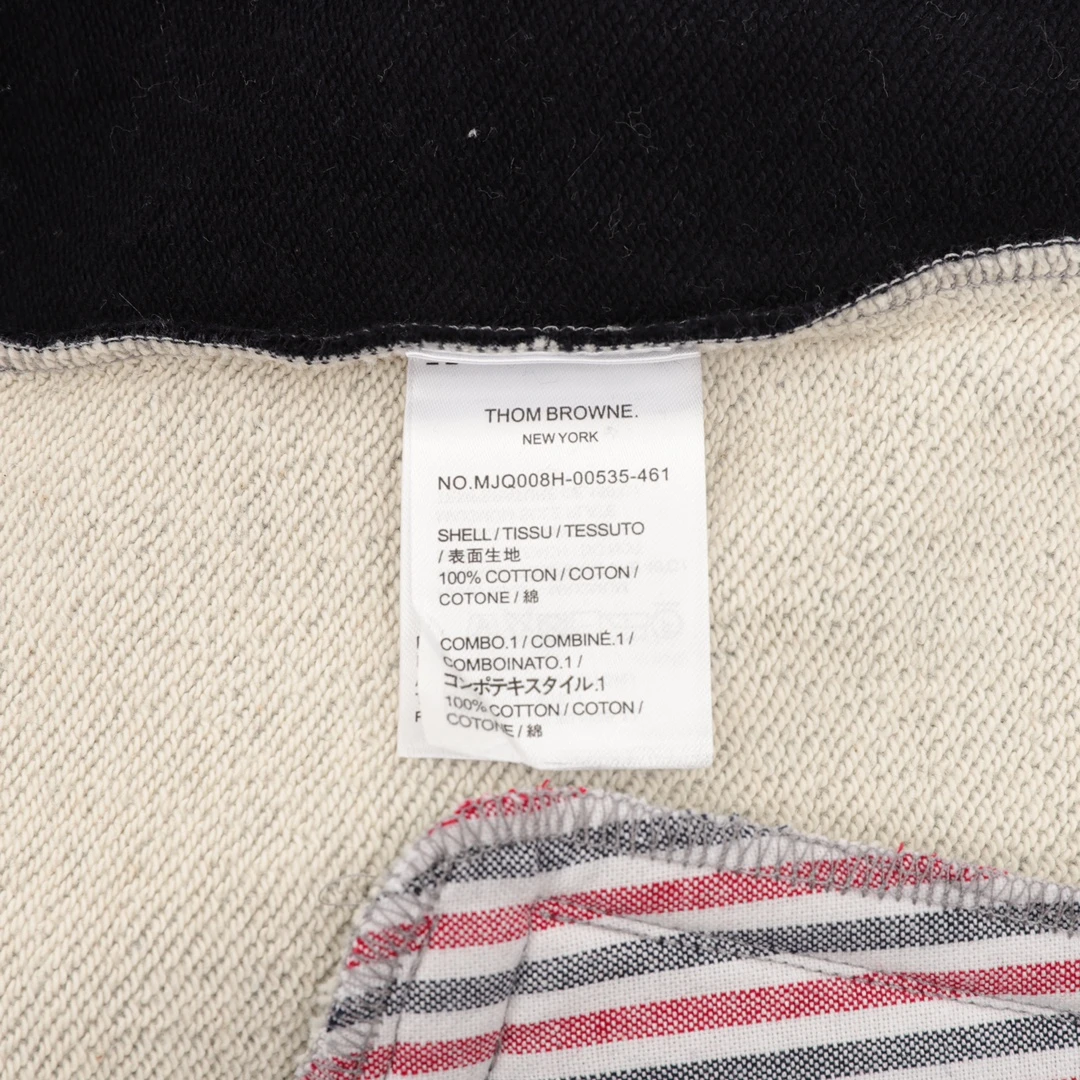 THOM BROWNE.
NEW YORK
NO.MJQ008H-00535-461
SHELL / TISSU / TESSUTO
/ 表面生地
100% COTTON / COTON /
COTONE / 綿
COMBO.1 / COMBINÉ.1 /
COMBOINATO.1 /
コンポテキスタイル.1
100% COTTON / COTON /
COTONE / 綿